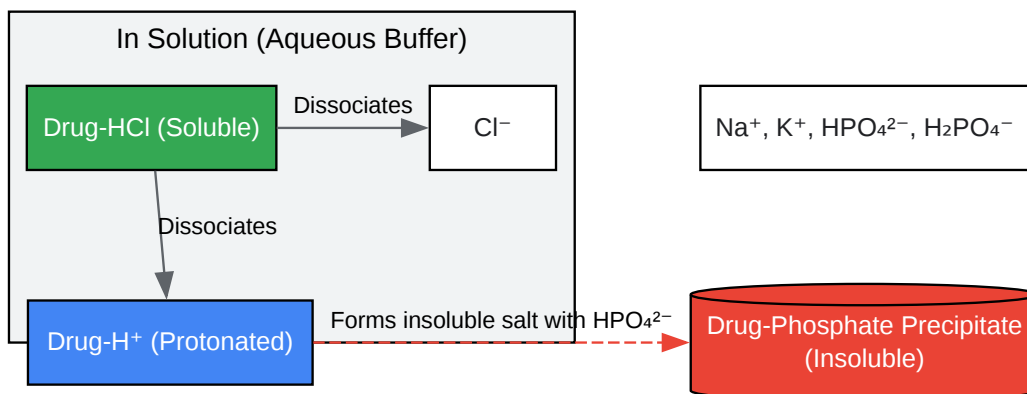 In Solution (Aqueous Buffer)
Drug-HCl (Soluble)
Dissociates
Cl⁻
Na⁺, K⁺, HPO₄²⁻, H₂PO₄⁻
Dissociates
Drug-H⁺ (Protonated)
Forms insoluble salt with HPO₄²⁻
Drug-Phosphate Precipitate
(Insoluble)